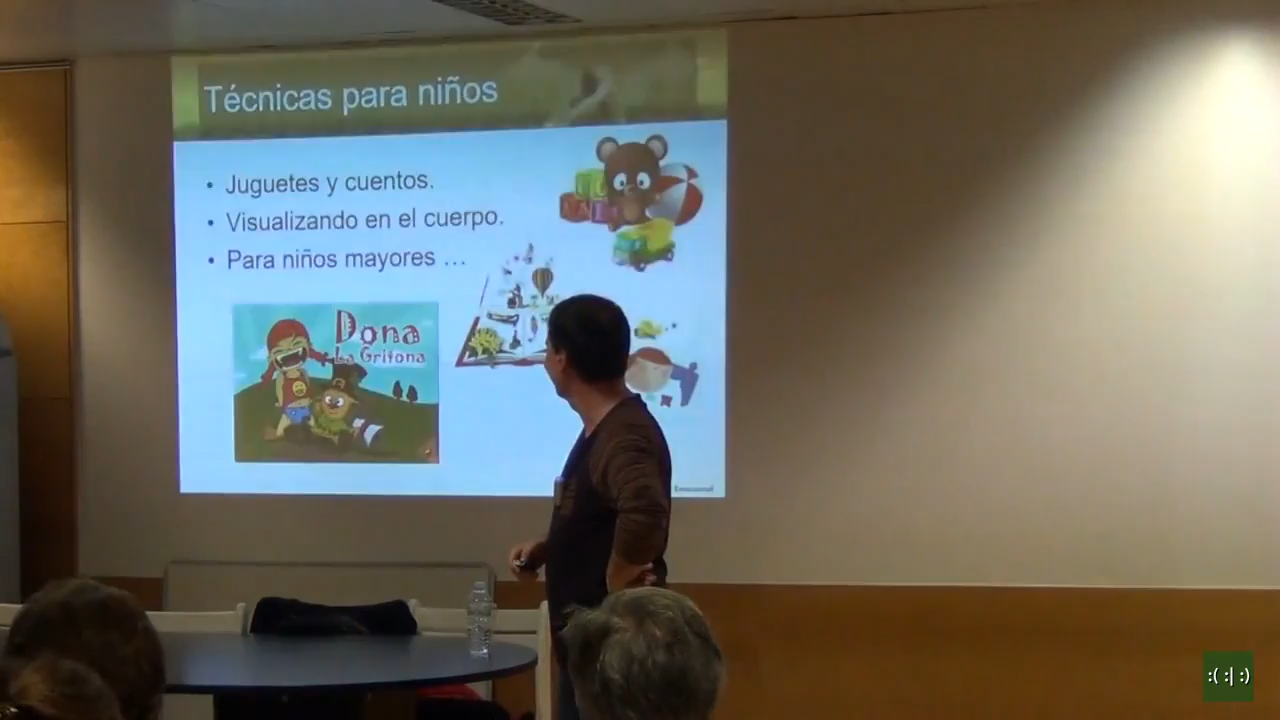 Técnicas para niños
• Juguetes y cuentos.
• Visualizando en el cuerpo.
• Para niños mayores …
Dona
La Gritona
:( :| :)